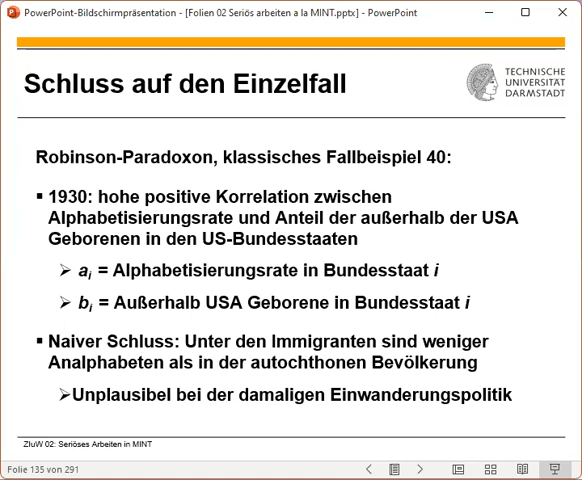 PowerPoint-Bildschirmpräsentation - [Folien 02 Seriös arbeiten a la MINT.pptx] - PowerPoint
Schluss auf den Einzelfall
TECHNISCHE
UNIVERSITÄT
DARMSTADT
Robinson-Paradoxon, klassisches Fallbeispiel 40:
▪ 1930: hohe positive Korrelation zwischen
Alphabetisierungsrate und Anteil der außerhalb der USA
Geborenen in den US-Bundesstaaten
➢ aᵢ = Alphabetisierungsrate in Bundesstaat i
➢ bᵢ = Außerhalb USA Geborene in Bundesstaat i
▪ Naiver Schluss: Unter den Immigranten sind weniger
Analphabeten als in der autochthonen Bevölkerung
➢Unplausibel bei der damaligen Einwanderungspolitik
ZIuW 02: Seriöses Arbeiten in MINT
Folie 135 von 291